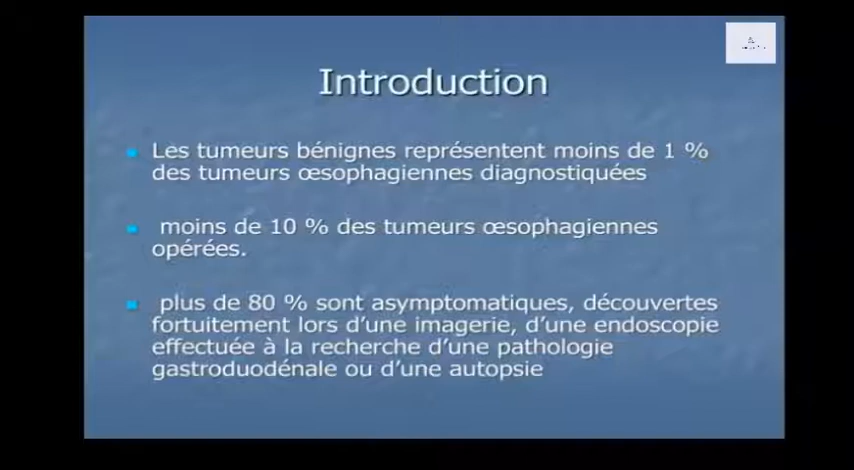 Introduction
Les tumeurs bénignes représentent moins de 1 %
des tumeurs œsophagiennes diagnostiquées
moins de 10 % des tumeurs œsophagiennes
opérées.
plus de 80 % sont asymptomatiques, découvertes
fortuitement lors d'une imagerie, d'une endoscopie
effectuée à la recherche d'une pathologie
gastroduodénale ou d'une autopsie